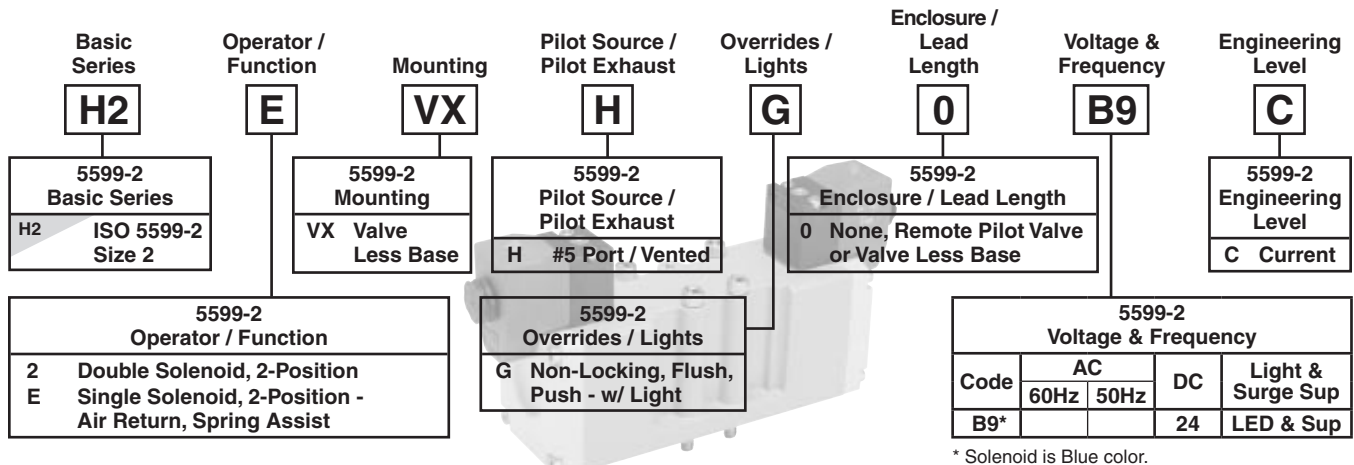 Basic Series
Operator / Function
Mounting
Pilot Source / Pilot Exhaust
Overrides / Lights
Enclosure / Lead Length
Voltage & Frequency
Engineering Level
H2 E VX H G 0 B9 C
5599-2
Basic Series
H2 ISO 5599-2
Size 2
5599-2
Mounting
VX Valve
Less Base
5599-2
Pilot Source /
Pilot Exhaust
H #5 Port / Vented
5599-2
Enclosure / Lead Length
0 None, Remote Pilot Valve
or Valve Less Base
5599-2
Engineering
Level
C Current
5599-2
Operator / Function
2 Double Solenoid, 2-Position
E Single Solenoid, 2-Position -
Air Return, Spring Assist
5599-2
Overrides / Lights
G Non-Locking, Flush,
Push - w/ Light
5599-2
Voltage & Frequency
Code AC DC Light & Surge Sup
60Hz 50Hz
B9* 24 LED & Sup
* Solenoid is Blue color.